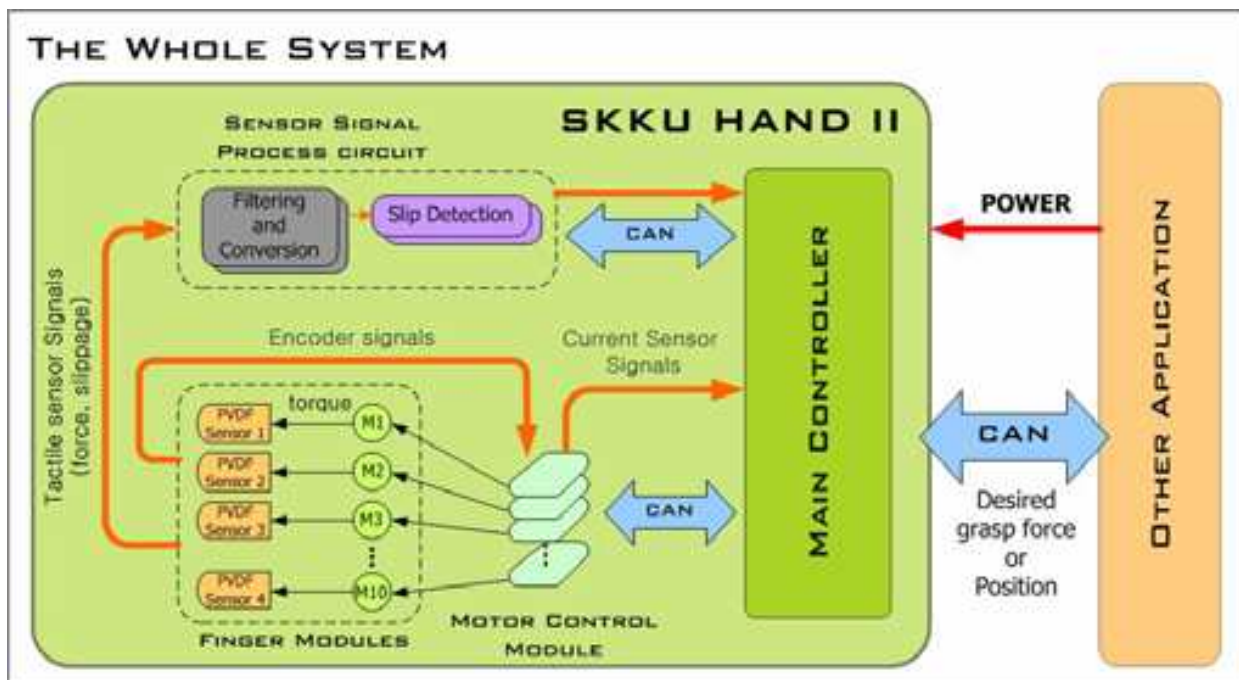 THE WHOLE SYSTEM
SKKU HAND II
SENSOR SIGNAL
PROCESS CIRCUIT
Filtering
and
Conversion
Slip Detection
CAN
Tactile sensor Signals
(force, slippage)
Encoder signals
Current Sensor
Signals
torque
PVDF
Sensor 1
M1
PVDF
Sensor 2
M2
PVDF
Sensor 3
M3
PVDF
Sensor 4
M10
CAN
FINGER MODULES
MOTOR CONTROL
MODULE
MAIN CONTROLLER
POWER
CAN
Desired
grasp force
or
Position
OTHER APPLICATION